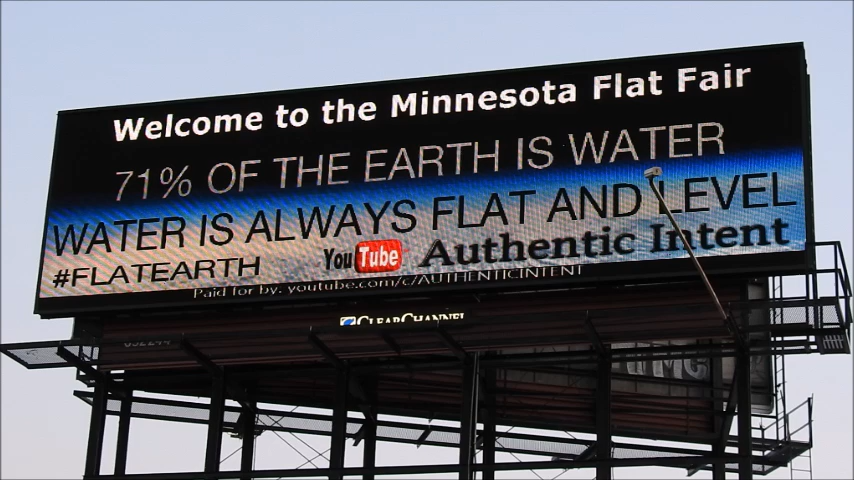 Welcome to the Minnesota Flat Fair
71% OF THE EARTH IS WATER
WATER IS ALWAYS FLAT AND LEVEL
#FLATEARTH YouTube Authentic Intent
Paid for by: youtube.com/c/AUTHENTICINTENT
CLEARCHANNEL